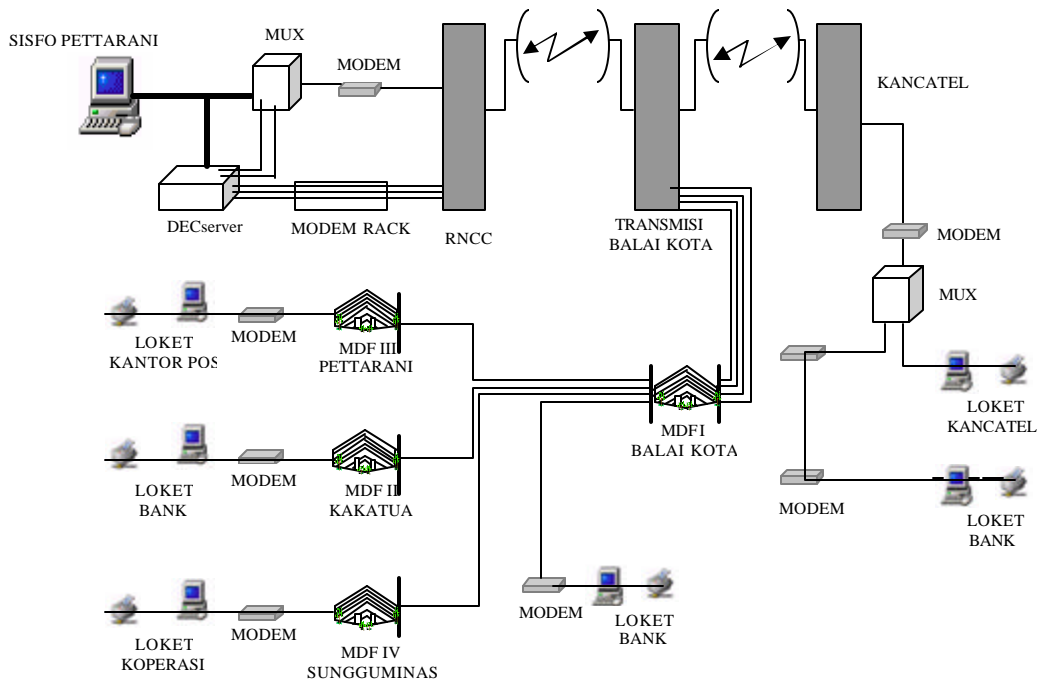 SISFO PETTARANI
MUX
MODEM
KANCATEL
DECserver
MODEM RACK
RNCC
TRANSMISI
BALAI KOTA
MODEM
MUX
LOKET
KANTOR POS
MODEM
MDF III
PETTARANI
MDF I
BALAI KOTA
LOKET
KANCATEL
LOKET
BANK
MODEM
MDF II
KAKATUA
MODEM
LOKET
BANK
MODEM
LOKET
BANK
LOKET
KOPERASI
MODEM
MDF IV
SUNGGUMINAS